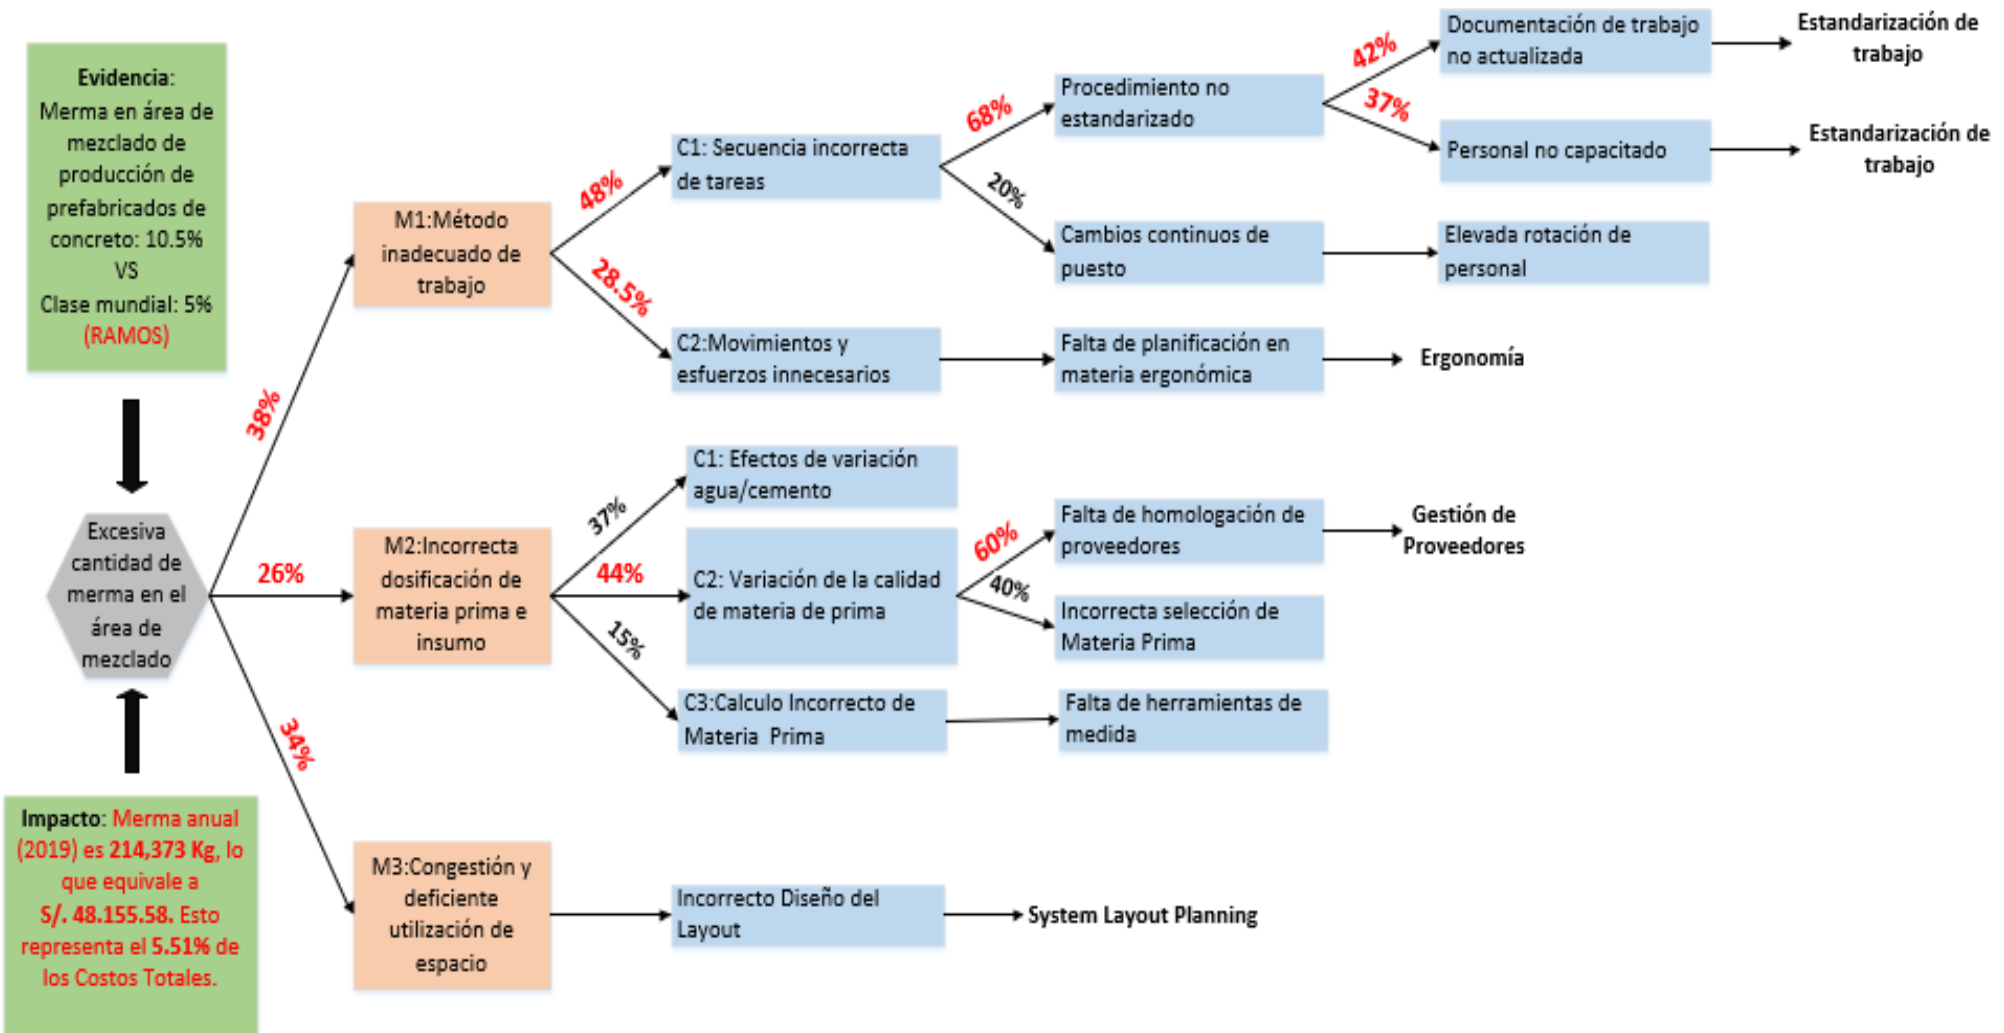 Evidencia:
Merma en área de
mezclado de
producción de
prefabricados de
concreto: 10.5%
VS
Clase mundial: 5%
(RAMOS)
Excesiva
cantidad de
merma en el
área de
mezclado
Impacto: Merma anual
(2019) es 214,373 Kg, lo
que equivale a
S/. 48.155.58. Esto
representa el 5.51% de
los Costos Totales.
38%
26%
34%
M1:Método
inadecuado de
trabajo
48%
28.5%
C1: Secuencia incorrecta
de tareas
68%
20%
Procedimiento no
estandarizado
42%
37%
Documentación de trabajo
no actualizada
Estandarización de
trabajo
Personal no capacitado
Estandarización de
trabajo
Cambios continuos de
puesto
Elevada rotación de
personal
C2:Movimientos y
esfuerzos innecesarios
Falta de planificación en
materia ergonómica
Ergonomía
M2:Incorrecta
dosificación de
materia prima e
insumo
37%
44%
15%
C1: Efectos de variación
agua/cemento
C2: Variación de la calidad
de materia de prima
60%
40%
Falta de homologación de
proveedores
Gestión de
Proveedores
Incorrecta selección de
Materia Prima
C3:Calculo Incorrecto de
Materia Prima
Falta de herramientas de
medida
M3:Congestión y
deficiente
utilización de
espacio
Incorrecto Diseño del
Layout
System Layout Planning